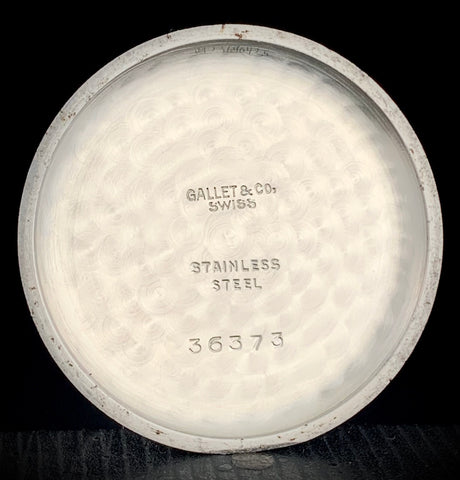 GALLET & CO,
SWISS
STAINLESS
STEEL
36373